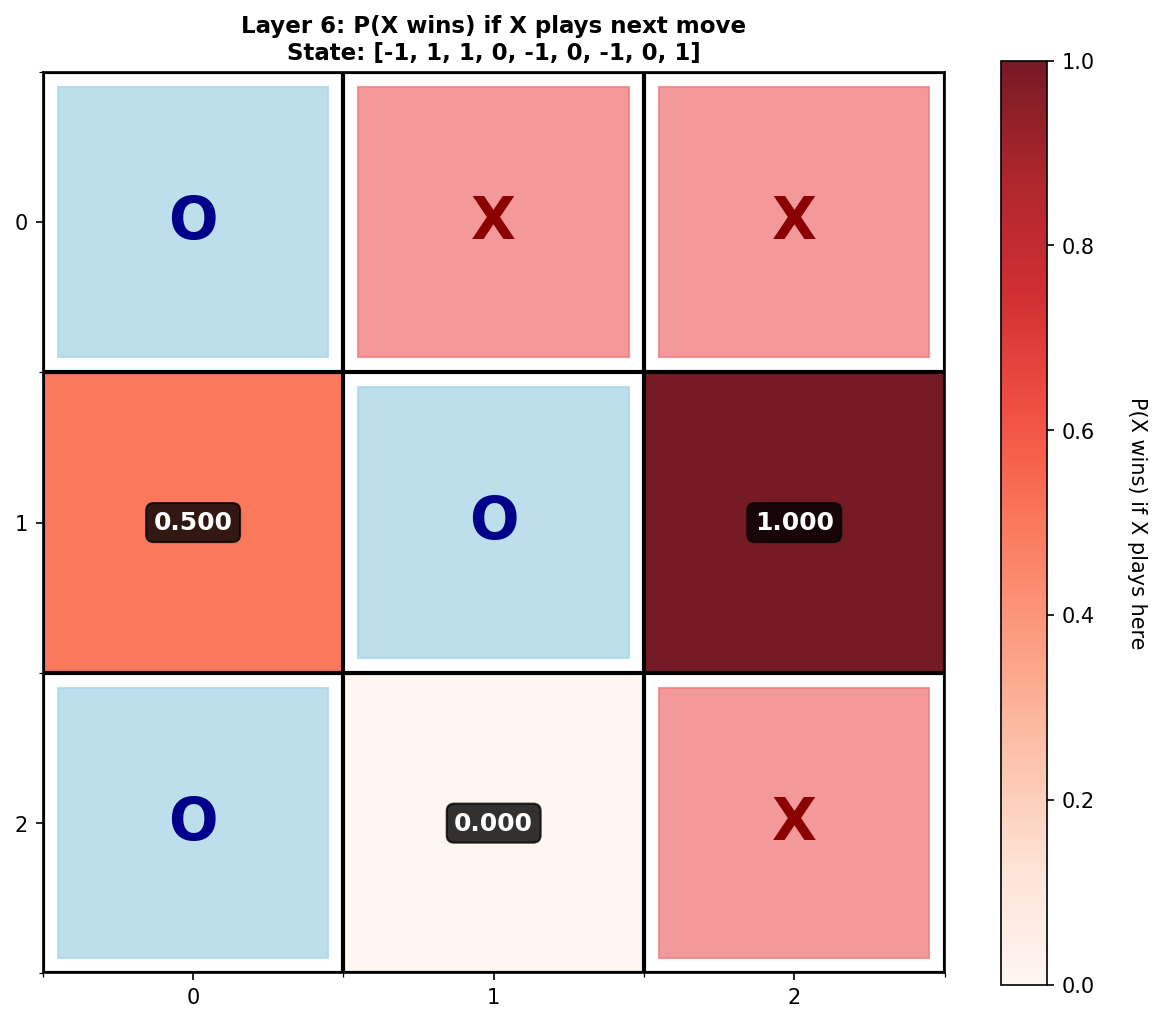 Layer 6: P(X wins) if X plays next move
State: [-1, 1, 1, 0, -1, 0, -1, 0, 1]
0
O
X
X
1
0.500
O
1.000
2
O
0.000
X
0
1
2
1.0
0.8
0.6
0.4
0.2
0.0
P(X wins) if X plays here